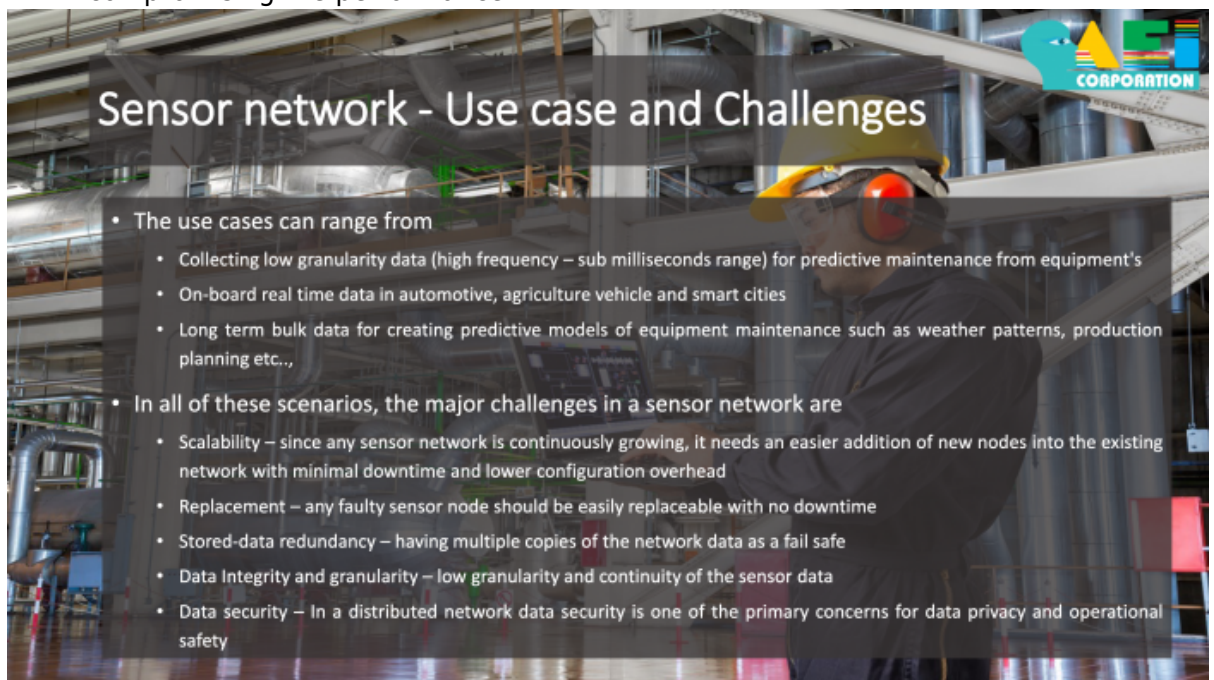 CAEI
CORPORATION
Sensor network - Use case and Challenges
• The use cases can range from
• Collecting low granularity data (high frequency – sub milliseconds range) for predictive maintenance from equipment's
• On-board real time data in automotive, agriculture vehicle and smart cities
• Long term bulk data for creating predictive models of equipment maintenance such as weather patterns, production
planning etc..,
• In all of these scenarios, the major challenges in a sensor network are
• Scalability – since any sensor network is continuously growing, it needs an easier addition of new nodes into the existing
network with minimal downtime and lower configuration overhead
• Replacement – any faulty sensor node should be easily replaceable with no downtime
• Stored-data redundancy – having multiple copies of the network data as a fail safe
• Data Integrity and granularity – low granularity and continuity of the sensor data
• Data security – In a distributed network data security is one of the primary concerns for data privacy and operational
safety